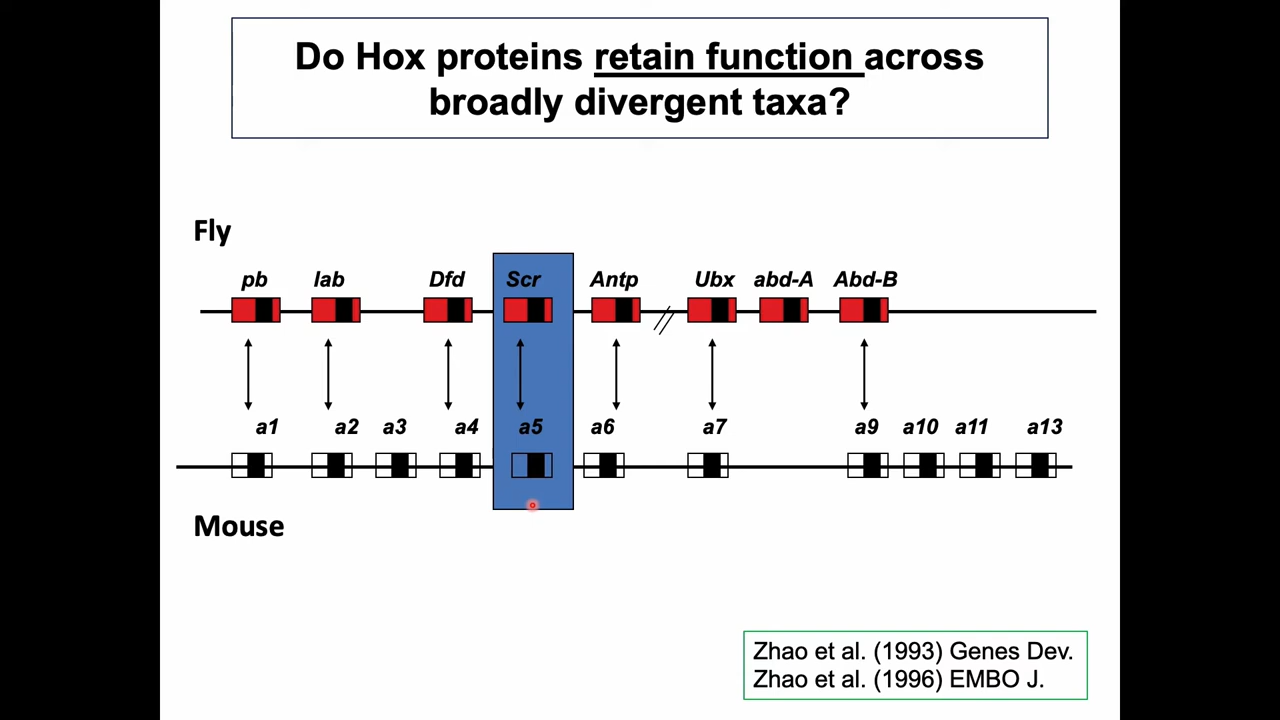 Do Hox proteins retain function across
broadly divergent taxa?
Fly
pb lab Dfd Scr Antp Ubx abd-A Abd-B
a1 a2 a3 a4 a5 a6 a7 a9 a10 a11 a13
Mouse
Zhao et al. (1993) Genes Dev.
Zhao et al. (1996) EMBO J.